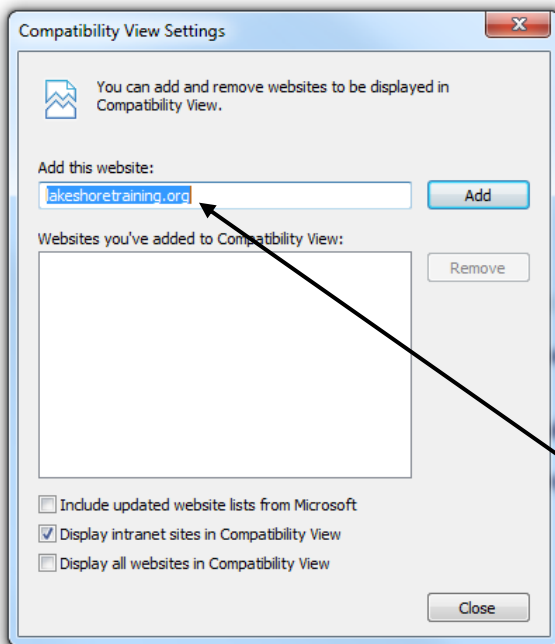 Compatibility View Settings
You can add and remove websites to be displayed in
Compatibility View.
Add this website:
lakeshoretraining.org
Add
Websites you've added to Compatibility View:
Remove
Include updated website lists from Microsoft
Display intranet sites in Compatibility View
Display all websites in Compatibility View
Close